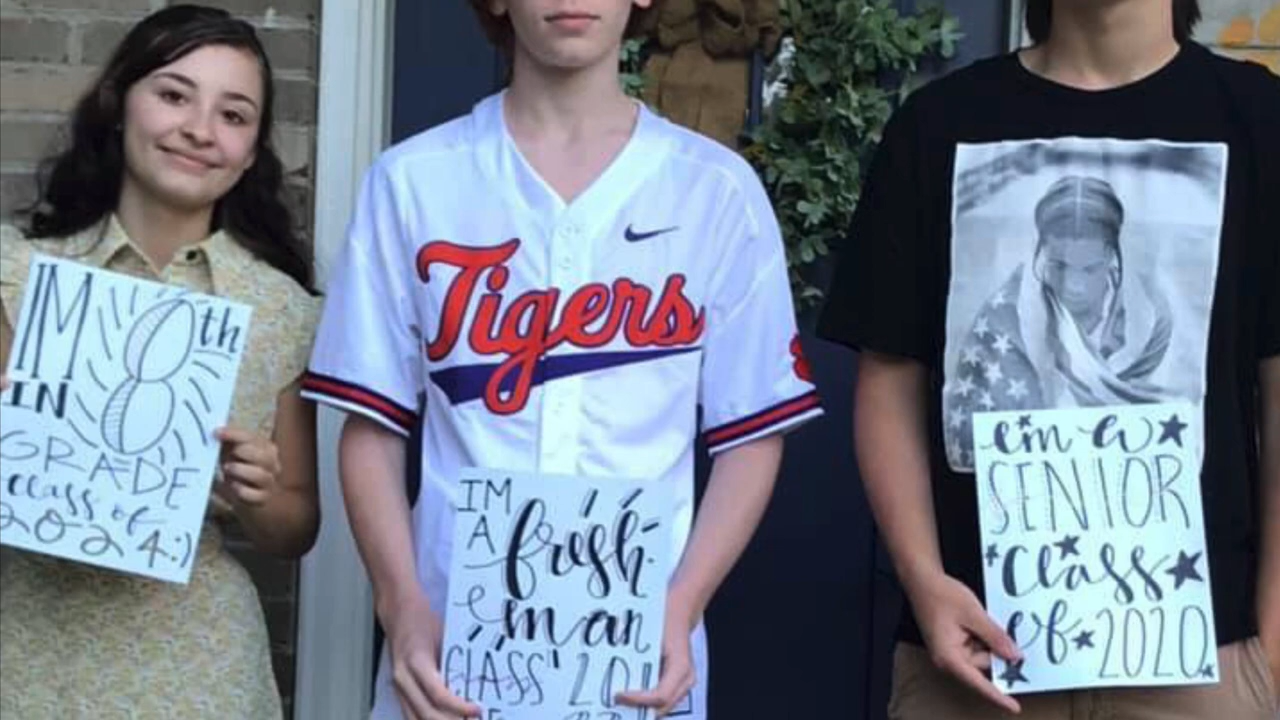 IM
IN 8th
GRADE
class of
2024:)
Tigers
IM
A fresh-
man
CLASS
im a
SENIOR
class
of 2020